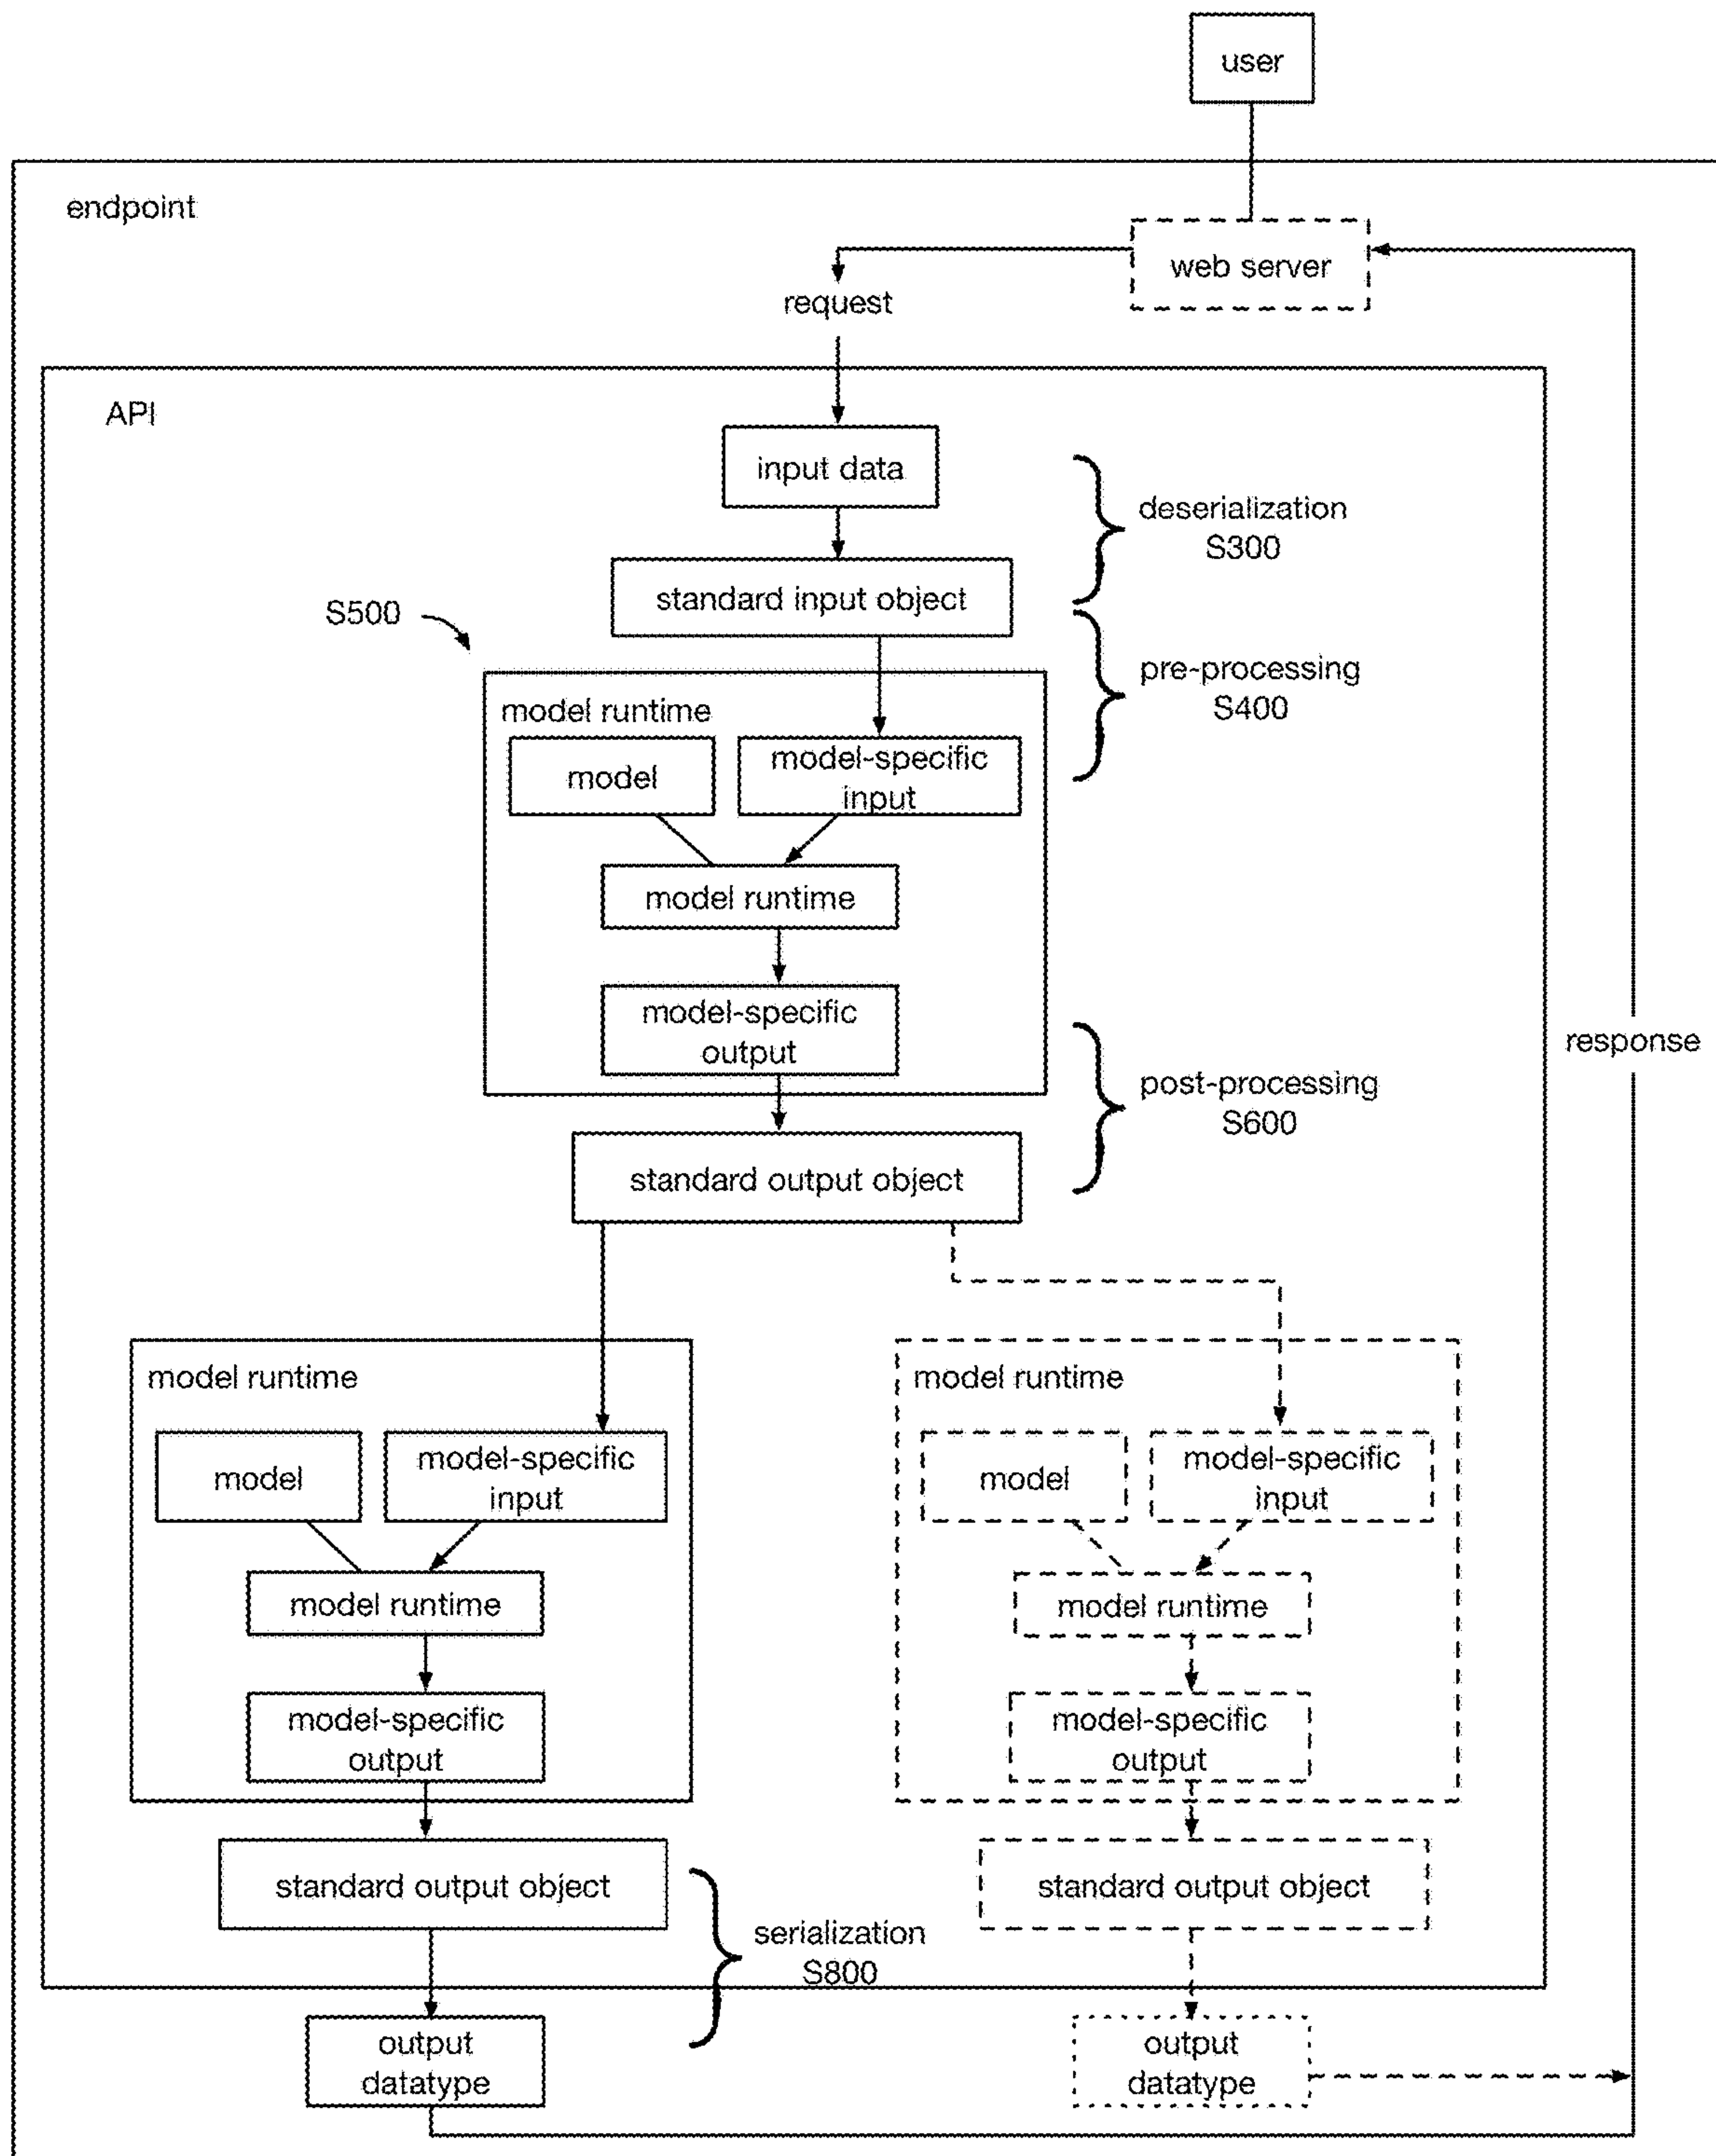 user
endpoint
web server
request
API
input data
deserialization
S300
standard input object
S500
pre-processing
S400
model runtime
model
model-specific
input
model runtime
model-specific
output
response
post-processing
S600
standard output object
model runtime
model
model-specific
input
model runtime
model-specific
output
standard output object
model runtime
model
model-specific
input
model runtime
model-specific
output
standard output object
serialization
S800
output
datatype
output
datatype